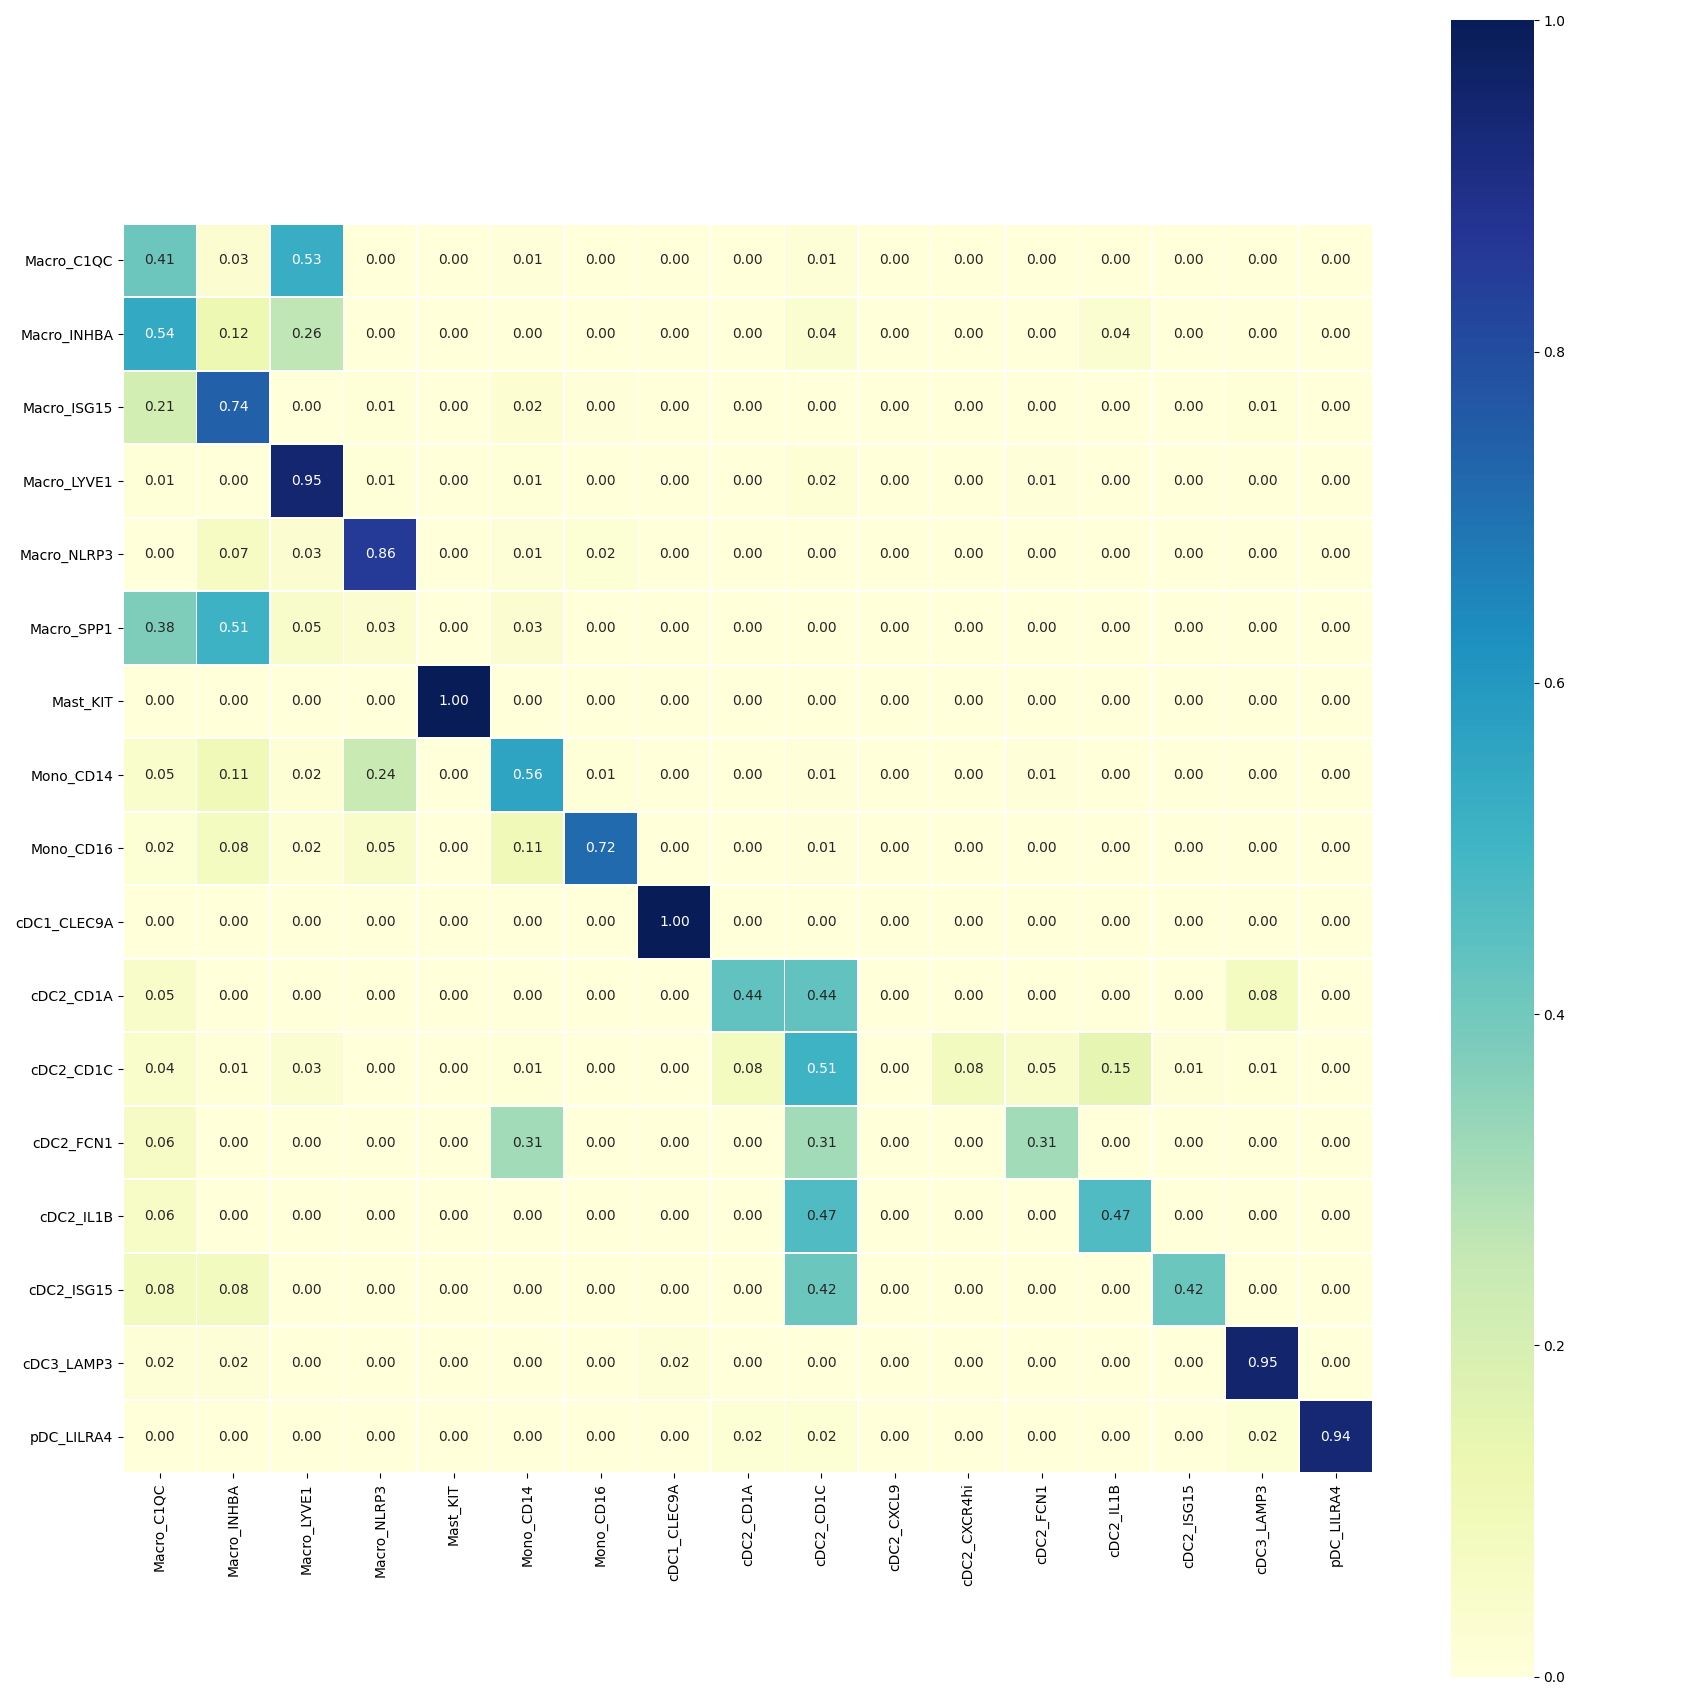 1.0
0.8
0.6
0.4
0.2
0.0
Macro_C1QC 0.41 0.03 0.53 0.00 0.00 0.01 0.00 0.00 0.00 0.01 0.00 0.00 0.00 0.00 0.00 0.00 0.00
Macro_INHBA 0.54 0.12 0.26 0.00 0.00 0.00 0.00 0.00 0.00 0.04 0.00 0.00 0.00 0.04 0.00 0.00 0.00
Macro_ISG15 0.21 0.74 0.00 0.01 0.00 0.02 0.00 0.00 0.00 0.00 0.00 0.00 0.00 0.00 0.00 0.01 0.00
Macro_LYVE1 0.01 0.00 0.95 0.01 0.00 0.01 0.00 0.00 0.00 0.02 0.00 0.00 0.01 0.00 0.00 0.00 0.00
Macro_NLRP3 0.00 0.07 0.03 0.86 0.00 0.01 0.02 0.00 0.00 0.00 0.00 0.00 0.00 0.00 0.00 0.00 0.00
Macro_SPP1 0.38 0.51 0.05 0.03 0.00 0.03 0.00 0.00 0.00 0.00 0.00 0.00 0.00 0.00 0.00 0.00 0.00
Mast_KIT 0.00 0.00 0.00 0.00 1.00 0.00 0.00 0.00 0.00 0.00 0.00 0.00 0.00 0.00 0.00 0.00 0.00
Mono_CD14 0.05 0.11 0.02 0.24 0.00 0.56 0.01 0.00 0.00 0.01 0.00 0.00 0.01 0.00 0.00 0.00 0.00
Mono_CD16 0.02 0.08 0.02 0.05 0.00 0.11 0.72 0.00 0.00 0.01 0.00 0.00 0.00 0.00 0.00 0.00 0.00
cDC1_CLEC9A 0.00 0.00 0.00 0.00 0.00 0.00 0.00 1.00 0.00 0.00 0.00 0.00 0.00 0.00 0.00 0.00 0.00
cDC2_CD1A 0.05 0.00 0.00 0.00 0.00 0.00 0.00 0.00 0.44 0.44 0.00 0.00 0.00 0.00 0.00 0.08 0.00
cDC2_CD1C 0.04 0.01 0.03 0.00 0.00 0.01 0.00 0.00 0.08 0.51 0.00 0.08 0.05 0.15 0.01 0.01 0.00
cDC2_FCN1 0.06 0.00 0.00 0.00 0.00 0.31 0.00 0.00 0.00 0.31 0.00 0.00 0.31 0.00 0.00 0.00 0.00
cDC2_IL1B 0.06 0.00 0.00 0.00 0.00 0.00 0.00 0.00 0.00 0.47 0.00 0.00 0.00 0.47 0.00 0.00 0.00
cDC2_ISG15 0.08 0.08 0.00 0.00 0.00 0.00 0.00 0.00 0.00 0.42 0.00 0.00 0.00 0.00 0.42 0.00 0.00
cDC3_LAMP3 0.02 0.02 0.00 0.00 0.00 0.00 0.00 0.02 0.00 0.00 0.00 0.00 0.00 0.00 0.00 0.95 0.00
pDC_LILRA4 0.00 0.00 0.00 0.00 0.00 0.00 0.00 0.00 0.02 0.02 0.00 0.00 0.00 0.00 0.00 0.02 0.94
Macro_C1QC
Macro_INHBA
Macro_LYVE1
Macro_NLRP3
Mast_KIT
Mono_CD14
Mono_CD16
cDC1_CLEC9A
cDC2_CD1A
cDC2_CD1C
cDC2_CXCL9
cDC2_CXCR4hi
cDC2_FCN1
cDC2_IL1B
cDC2_ISG15
cDC3_LAMP3
pDC_LILRA4